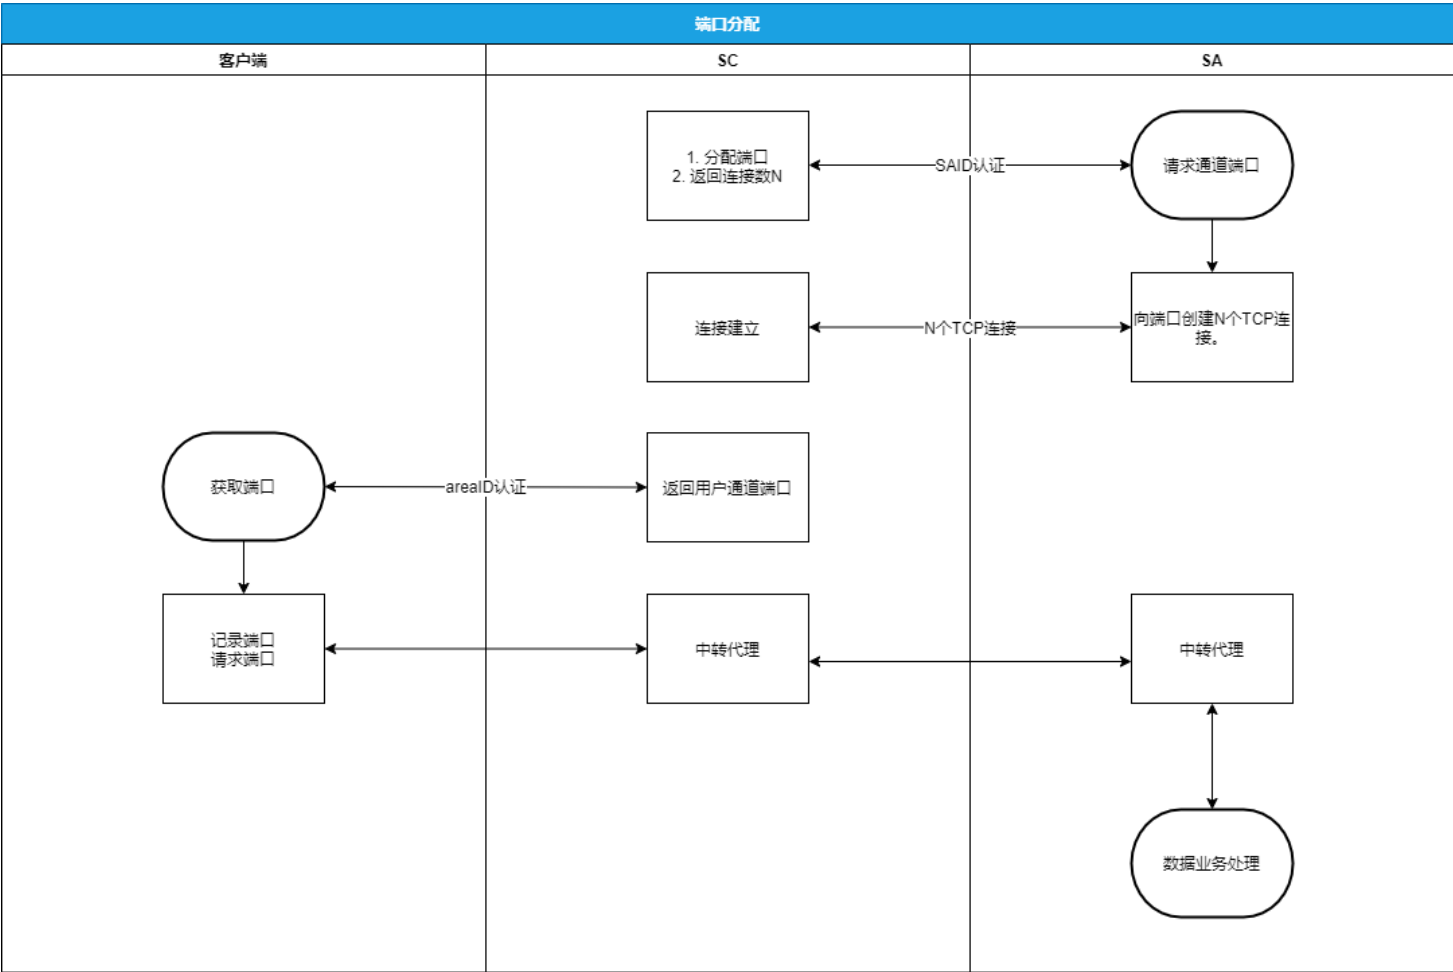 端口分配
客户端
SC
SA
1. 分配端口
2. 返回连接数N
SAID认证
请求通道端口
连接建立
N个TCP连接
向端口创建N个TCP连
接。
获取端口
areaID认证
返回用户通道端口
记录端口
请求端口
中转代理
中转代理
数据业务处理